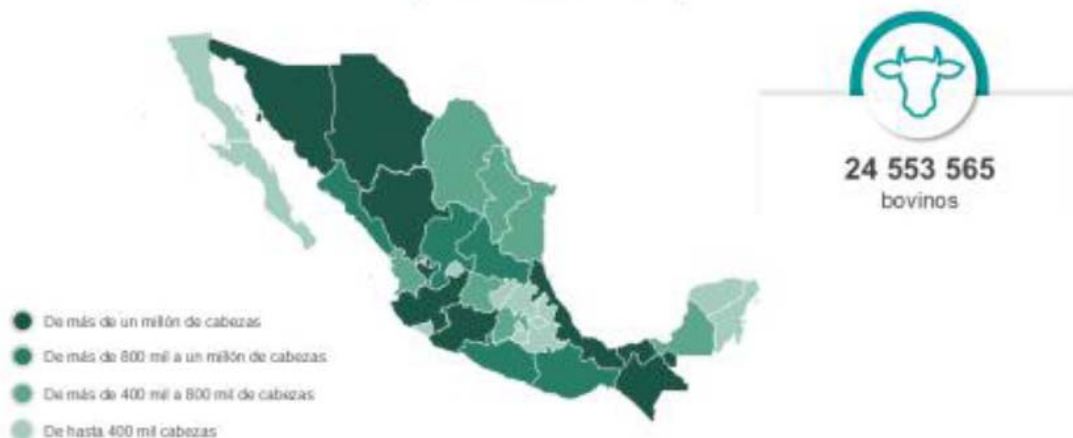 24 553 565
bovinos
De más de un millón de cabezas
De más de 800 mil a un millón de cabezas
De más de 400 mil a 800 mil de cabezas
De hasta 400 mil cabezas